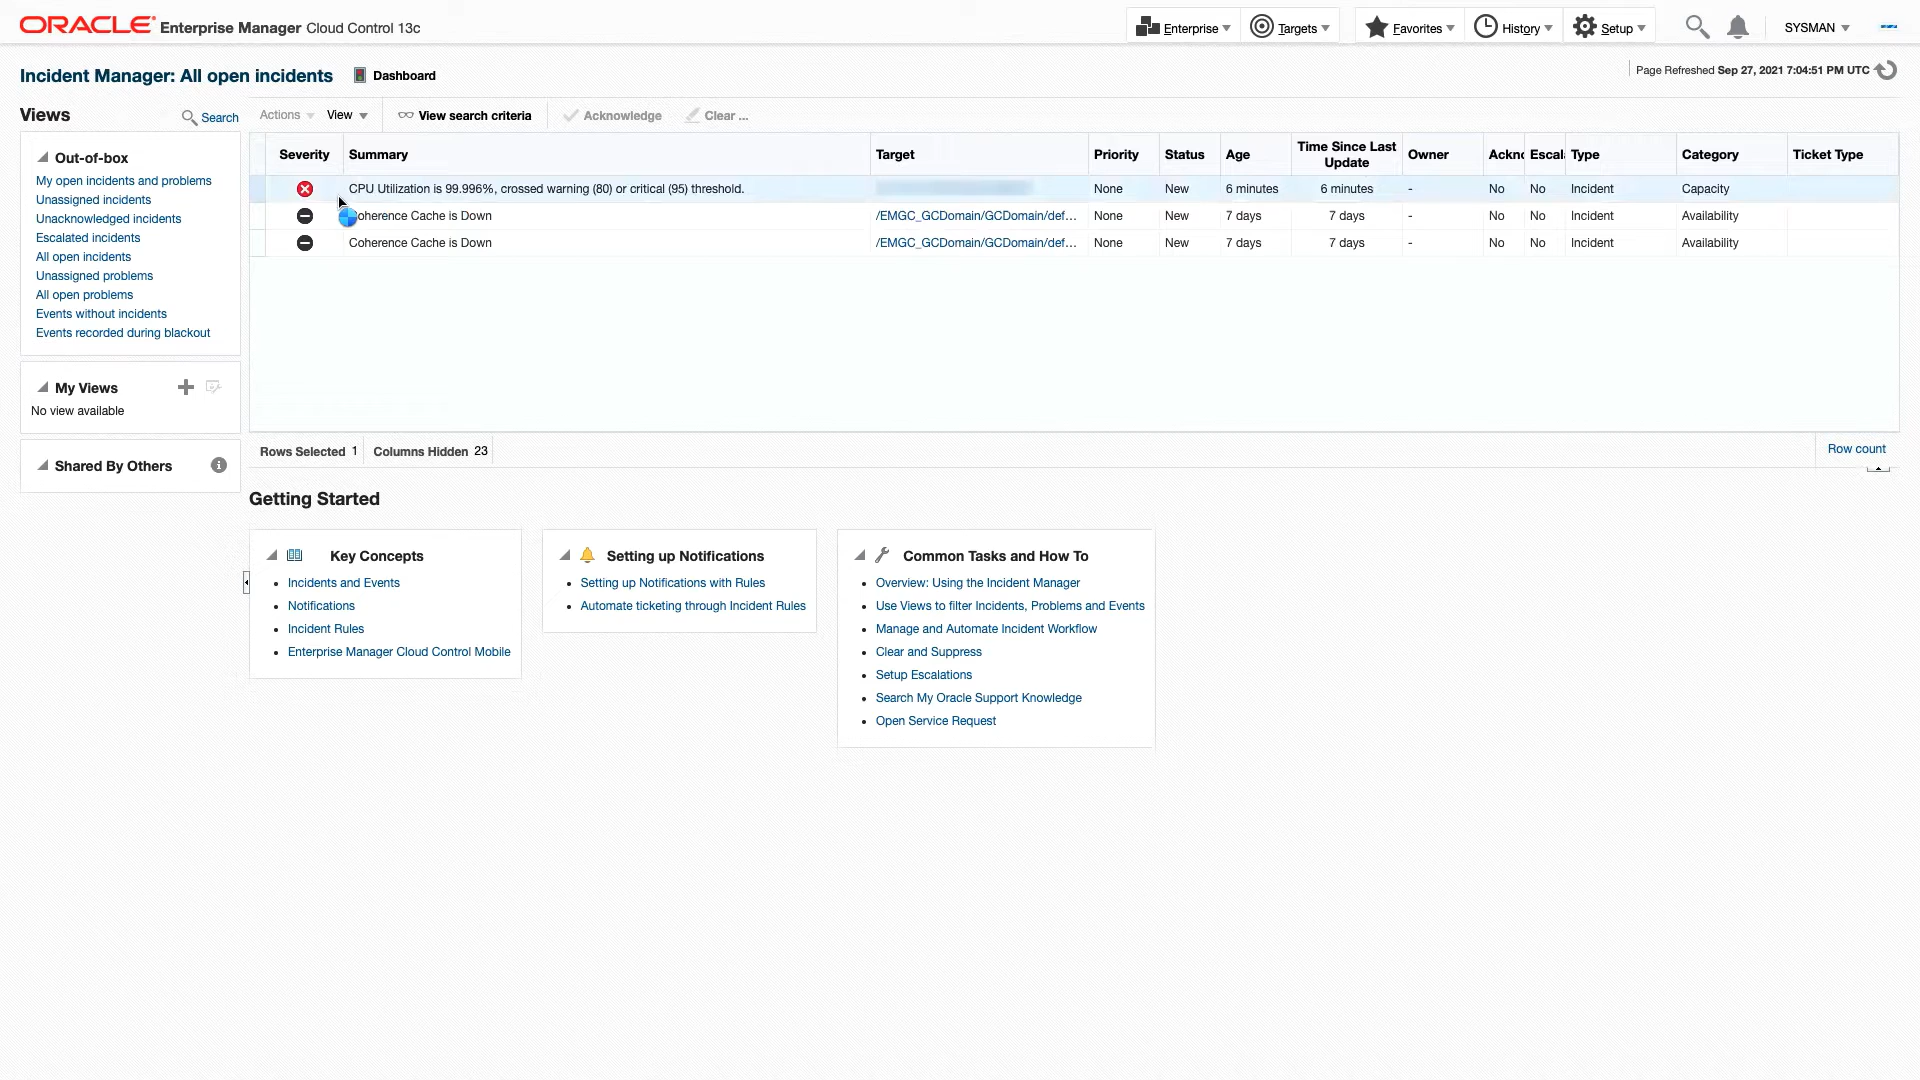 ORACLE Enterprise Manager Cloud Control 13c
Enterprise
Targets
Favorites
History
Setup
SYSMAN
Incident Manager: All open incidents
Dashboard
Page Refreshed Sep 27, 2021 7:04:51 PM UTC
Views
Search
Out-of-box
My open incidents and problems
Unassigned incidents
Unacknowledged incidents
Escalated incidents
All open incidents
Unassigned problems
All open problems
Events without incidents
Events recorded during blackout
My Views
No view available
Shared By Others
Actions View View search criteria Acknowledge Clear ...
Severity Summary Target Priority Status Age Time Since Last Update Owner Ackno Escal Type Category Ticket Type
CPU Utilization is 99.996%, crossed warning (80) or critical (95) threshold. None New 6 minutes 6 minutes - No No Incident Capacity
oherence Cache is Down /EMGC_GCDomain/GCDomain/def... None New 7 days 7 days - No No Incident Availability
Coherence Cache is Down /EMGC_GCDomain/GCDomain/def... None New 7 days 7 days - No No Incident Availability
Rows Selected 1 Columns Hidden 23
Row count
Getting Started
Key Concepts
Incidents and Events
Notifications
Incident Rules
Enterprise Manager Cloud Control Mobile
Setting up Notifications
Setting up Notifications with Rules
Automate ticketing through Incident Rules
Common Tasks and How To
Overview: Using the Incident Manager
Use Views to filter Incidents, Problems and Events
Manage and Automate Incident Workflow
Clear and Suppress
Setup Escalations
Search My Oracle Support Knowledge
Open Service Request